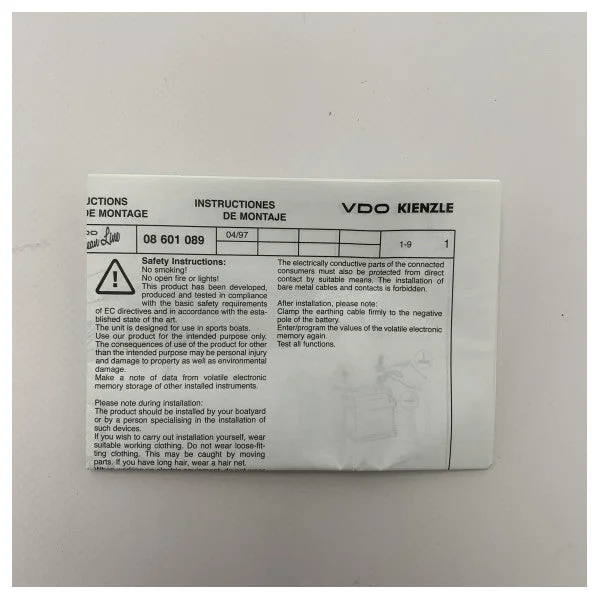 UCTIONS
DE MONTAGE
INSTRUCTIONES
DE MONTAJE
VDO KIENZLE
Line
08 601 089
04/97
1-9
1
Safety Instructions:
No smoking!
No open fire or lights!
This product has been developed,
produced and tested in compliance
with the basic safety requirements
of EC directives and in accordance with the esta-
blished state of the art.
The unit is designed for use in sports boats.
Use our product for the intended purpose only.
The consequences of use of the product for other
than the intended purpose may be personal injury
and damage to property as well as environmental
damage.
Make a note of data from volatile electronic
memory storage of other installed instruments.
Please note during installation:
The product should be installed by your boatyard
or by a person specialising in the installation of
such devices.
If you wish to carry out installation yourself, wear
suitable working clothing. Do not wear loose-fit-
ting clothing. This may be caught by moving
parts. If you have long hair, wear a hair net.
The electrically conductive parts of the connected
consumers must also be protected from direct
contact by suitable means. The installation of
bare metal cables and contacts is forbidden.
After installation, please note:
Clamp the earthing cable firmly to the negative
pole of the battery.
Enter/program the values of the volatile electronic
memory again.
Test all functions.